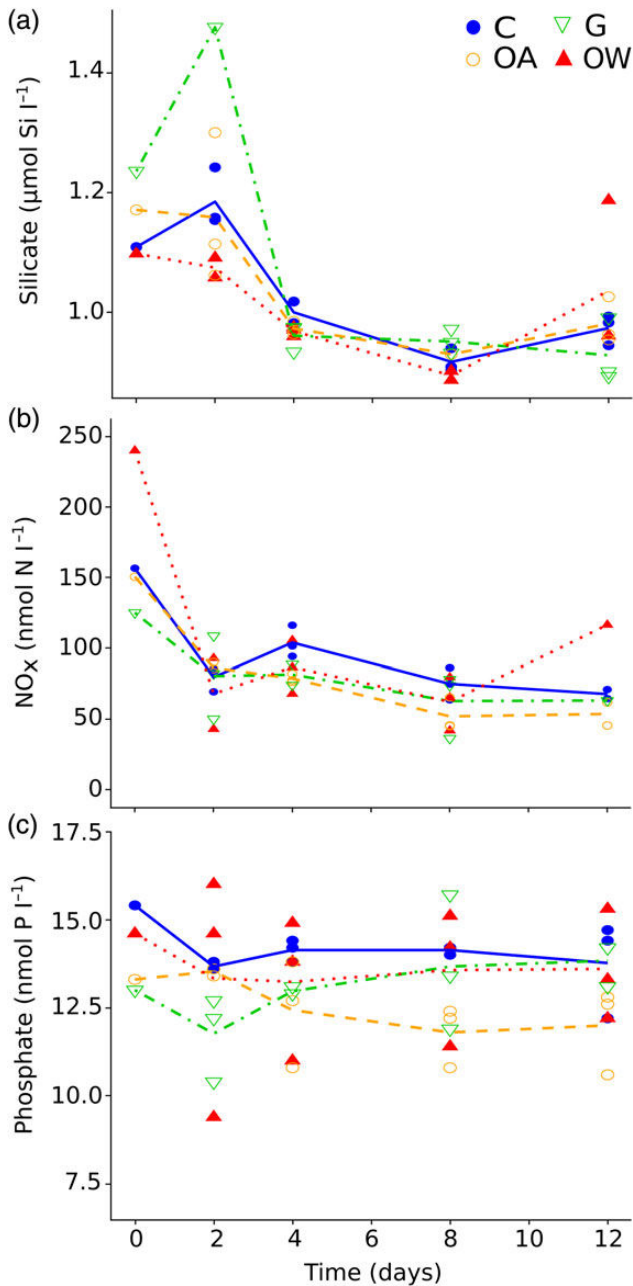 (a)
C
G
OA
OW
Silicate (μmol Si l⁻¹)
1.4
1.2
1.0
(b)
NOₓ (nmol N l⁻¹)
250
200
150
100
50
0
(c)
Phosphate (nmol P l⁻¹)
17.5
15.0
12.5
10.0
7.5
0 2 4 6 8 10 12
Time (days)